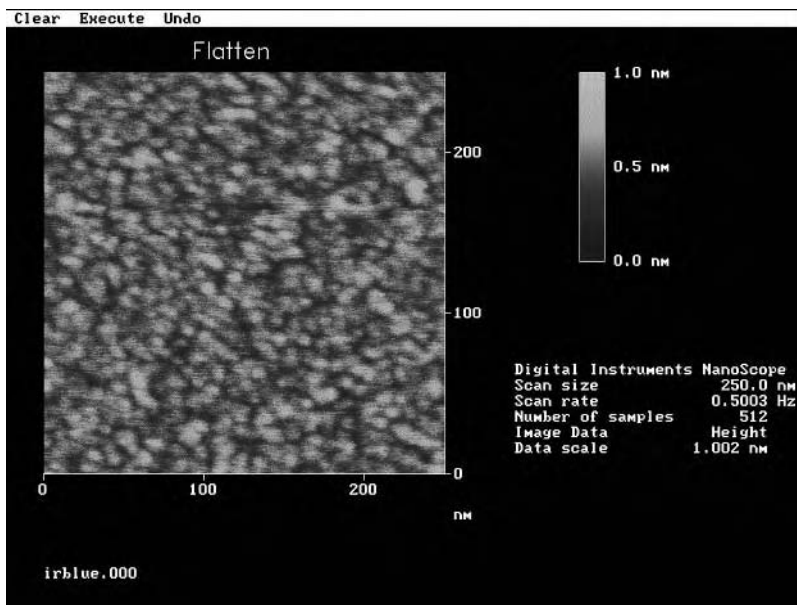 Clear Execute Undo
Flatten
1.0 nM
0.5 nM
0.0 nM
200
100
0
0 100 200
nM
Digital Instruments NanoScope
Scan size 250.0 nM
Scan rate 0.5003 Hz
Number of samples 512
Image Data Height
Data scale 1.002 nM
irblue.000